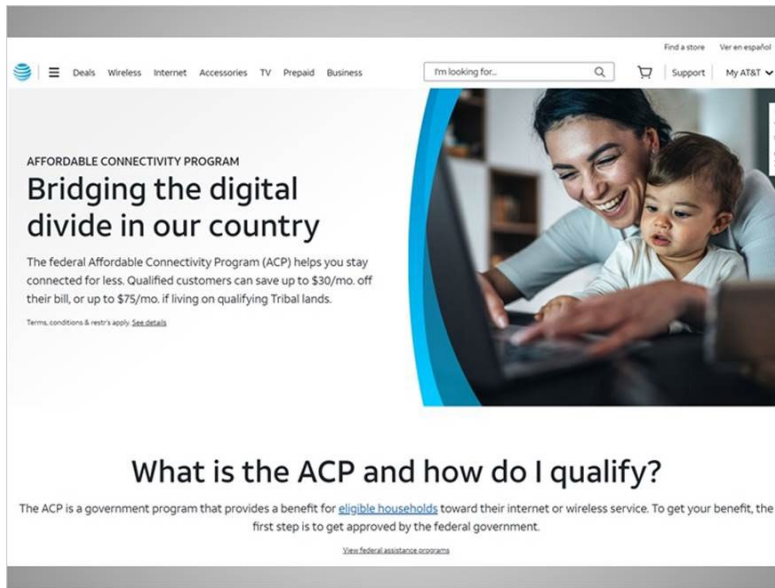 Find a store Ver en español
Deals Wireless Internet Accessories TV Prepaid Business I'm looking for... Support My AT&T
AFFORDABLE CONNECTIVITY PROGRAM
Bridging the digital
divide in our country
The federal Affordable Connectivity Program (ACP) helps you stay
connected for less. Qualified customers can save up to $30/mo. off
their bill, or up to $75/mo. if living on qualifying Tribal lands.
Terms, conditions & restr's apply. See details
What is the ACP and how do I qualify?
The ACP is a government program that provides a benefit for eligible households toward their internet or wireless service. To get your benefit, the
first step is to get approved by the federal government.
View federal assistance programs